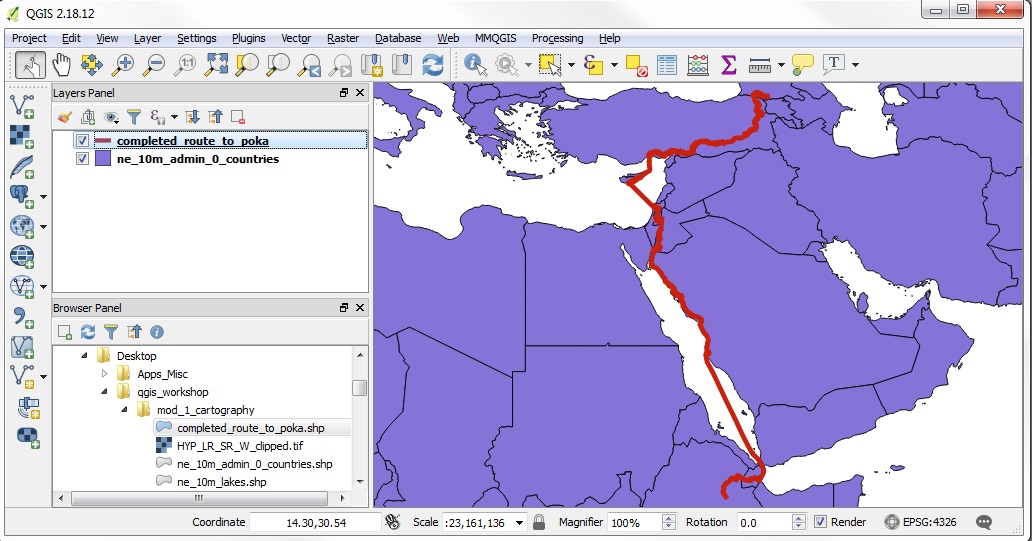 QGIS 2.18.12
Project Edit View Layer Settings Plugins Vector Raster Database Web MMQGIS Processing Help
Layers Panel
completed_route_to_poka
ne_10m_admin_0_countries
Browser Panel
Desktop
Apps_Misc
qgis_workshop
mod_1_cartography
completed_route_to_poka.shp
HYP_LR_SR_W_clipped.tif
ne_10m_admin_0_countries.shp
ne_10m_lakes.shp
Coordinate 14.30,30.54 Scale :23,161,136 Magnifier 100% Rotation 0.0 Render EPSG:4326